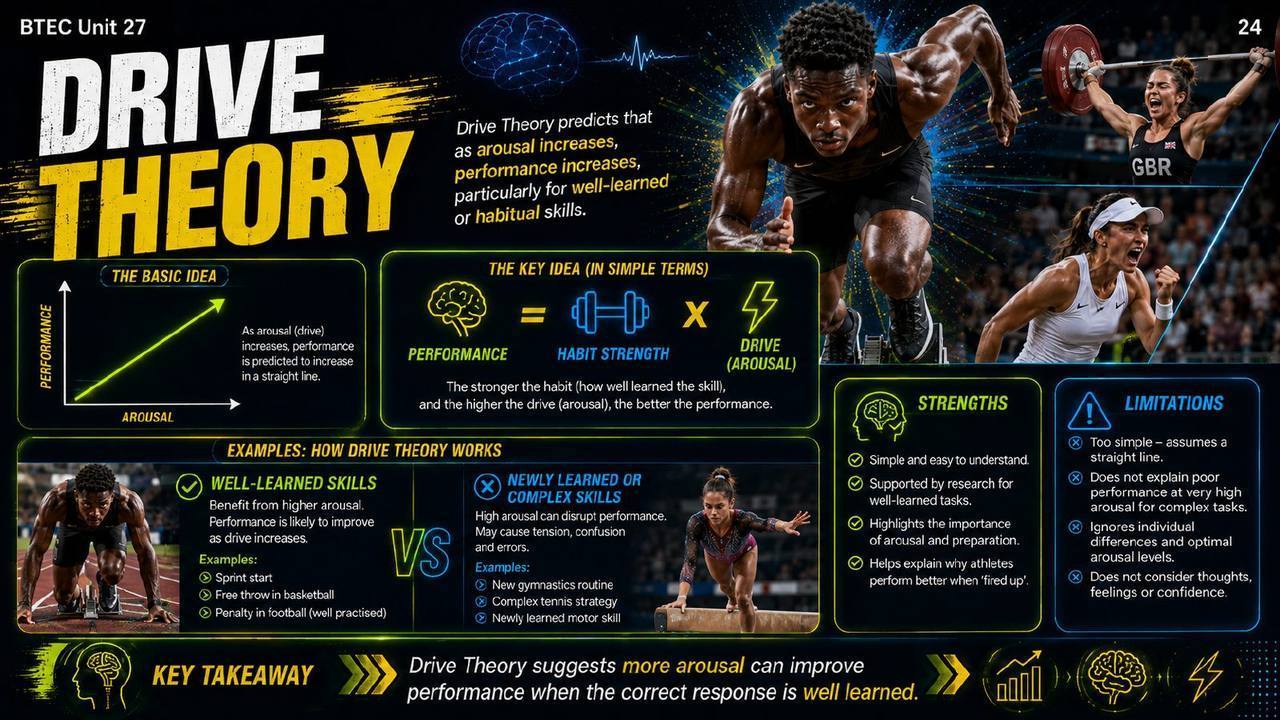 BTEC Unit 27
24
DRIVE
THEORY
Drive Theory predicts that
as arousal increases,
performance increases,
particularly for well-learned
or habitual skills.
GBR
THE BASIC IDEA
PERFORMANCE
As arousal (drive)
increases, performance
is predicted to increase
in a straight line.
AROUSAL
THE KEY IDEA (IN SIMPLE TERMS)
PERFORMANCE
=
HABIT STRENGTH
X
DRIVE
(AROUSAL)
The stronger the habit (how well learned the skill),
and the higher the drive (arousal), the better the performance.
EXAMPLES: HOW DRIVE THEORY WORKS
WELL-LEARNED SKILLS
Benefit from higher arousal.
Performance is likely to improve
as drive increases.
Examples:
Sprint start
Free throw in basketball
Penalty in football (well practised)
VS
NEWLY LEARNED OR
COMPLEX SKILLS
High arousal can disrupt performance.
May cause tension, confusion
and errors.
Examples:
New gymnastics routine
Complex tennis strategy
Newly learned motor skill
STRENGTHS
Simple and easy to understand.
Supported by research for
well-learned tasks.
Highlights the importance
of arousal and preparation.
Helps explain why athletes
perform better when 'fired up'.
LIMITATIONS
Too simple – assumes a
straight line.
Does not explain poor
performance at very high
arousal for complex tasks.
Ignores individual
differences and optimal
arousal levels.
Does not consider thoughts,
feelings or confidence.
KEY TAKEAWAY
Drive Theory suggests more arousal can improve
performance when the correct response is well learned.